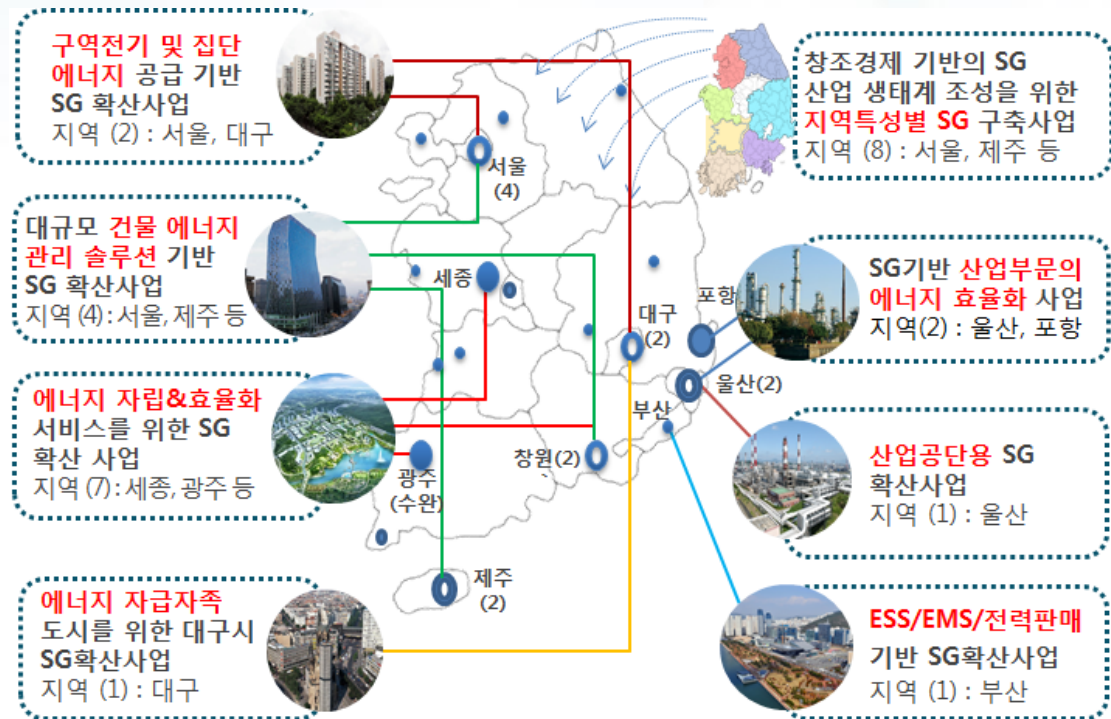 구역전기 및 집단
에너지 공급 기반
SG 확산사업
지역 (2) : 서울, 대구
대규모 건물 에너지
관리 솔루션 기반
SG 확산사업
지역 (4) : 서울, 제주 등
에너지 자립&효율화
서비스를 위한 SG
확산 사업
지역 (7) : 세종, 광주 등
에너지 자급자족
도시를 위한 대구시
SG확산사업
지역 (1) : 대구
서울
(4)
세종
대구
(2)
포항
울산(2)
부산
창원(2)
광주
(수완)
제주
(2)
창조경제 기반의 SG
산업 생태계 조성을 위한
지역특성별 SG 구축사업
지역 (8) : 서울, 제주 등
SG기반 산업부문의
에너지 효율화 사업
지역(2) : 울산, 포항
산업공단용 SG
확산사업
지역 (1) : 울산
ESS/EMS/전력판매
기반 SG확산사업
지역 (1) : 부산